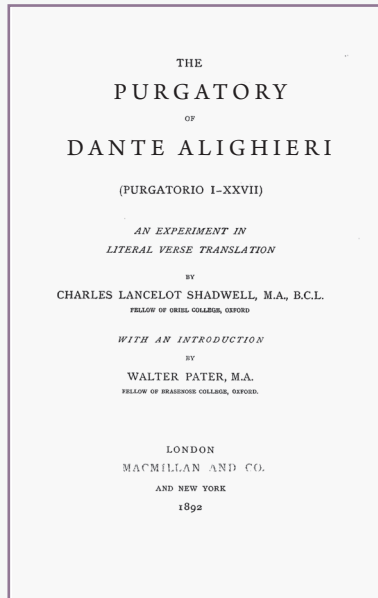 THE
PURGATORY
OF
DANTE ALIGHIERI
(PURGATORIO I–XXVII)
AN EXPERIMENT IN
LITERAL VERSE TRANSLATION
BY
CHARLES LANCELOT SHADWELL, M.A., B.C.L.
FELLOW OF ORIEL COLLEGE, OXFORD
WITH AN INTRODUCTION
BY
WALTER PATER, M.A.
FELLOW OF BRASENOSE COLLEGE, OXFORD.
LONDON
MACMILLAN AND CO.
AND NEW YORK
1892